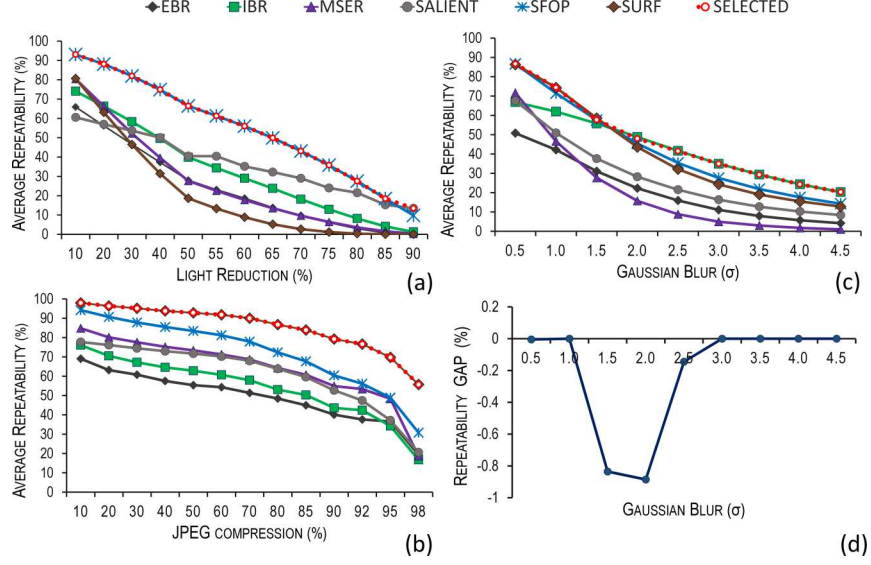 EBR IBR MSER SALIENT SFOP SURF SELECTED
AVERAGE REPEATABILITY (%)
100
90
80
70
60
50
40
30
20
10
0
10 20 30 40 50 55 60 65 70 75 80 85 90
LIGHT REDUCTION (%)
(a)
AVERAGE REPEATABILITY (%)
100
90
80
70
60
50
40
30
20
10
0
0.5 1.0 1.5 2.0 2.5 3.0 3.5 4.0 4.5
GAUSSIAN BLUR (σ)
(c)
AVERAGE REPEATABILITY (%)
100
90
80
70
60
50
40
30
20
10
0
10 20 30 40 50 60 70 80 85 90 92 95 98
JPEG COMPRESSION (%)
(b)
REPEATABILITY GAP (%)
0.2
0
-0.2
-0.4
-0.6
-0.8
-1
0.5 1.0 1.5 2.0 2.5 3.0 3.5 4.0 4.5
GAUSSIAN BLUR (σ)
(d)